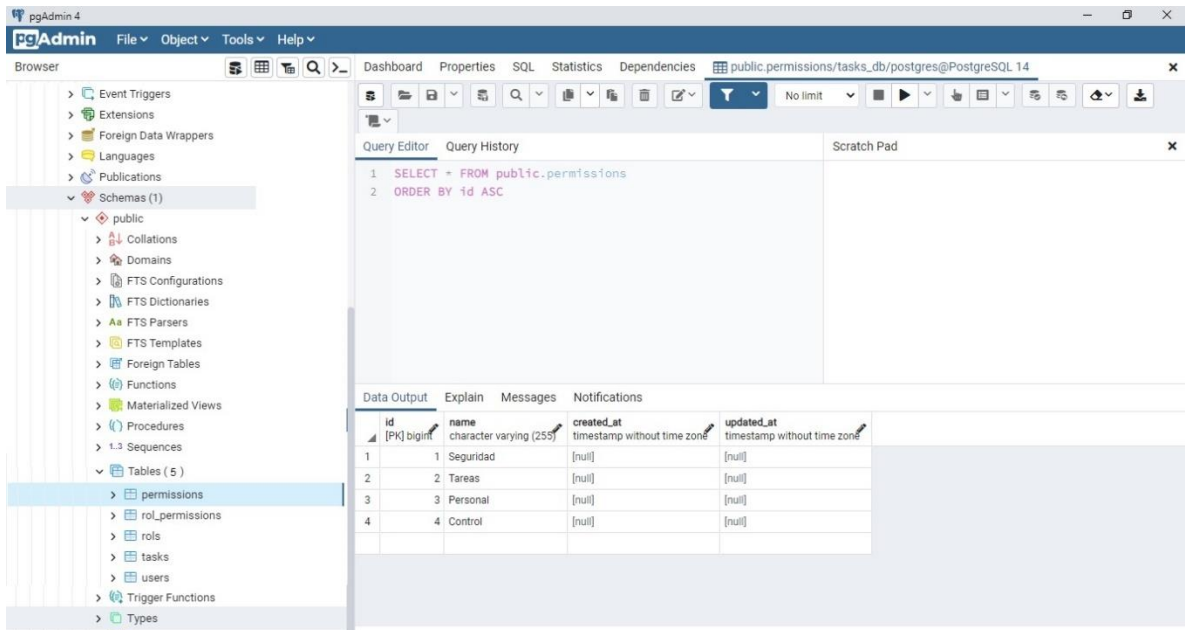 pgAdmin 4
pgAdmin File Object Tools Help
Browser
Dashboard Properties SQL Statistics Dependencies public.permissions/tasks_db/postgres@PostgreSQL 14
No limit
Event Triggers
Extensions
Foreign Data Wrappers
Languages
Publications
Schemas (1)
public
Collations
Domains
FTS Configurations
FTS Dictionaries
Aa FTS Parsers
FTS Templates
Foreign Tables
Functions
Materialized Views
Procedures
1..3 Sequences
Tables (5)
permissions
rol_permissions
rols
tasks
users
Trigger Functions
Types
Query Editor Query History
Scratch Pad
1 SELECT * FROM public.permissions
2 ORDER BY id ASC
Data Output Explain Messages Notifications
id name created_at updated_at
[PK] bigint character varying (255) timestamp without time zone timestamp without time zone
1 1 Seguridad [null] [null]
2 2 Tareas [null] [null]
3 3 Personal [null] [null]
4 4 Control [null] [null]